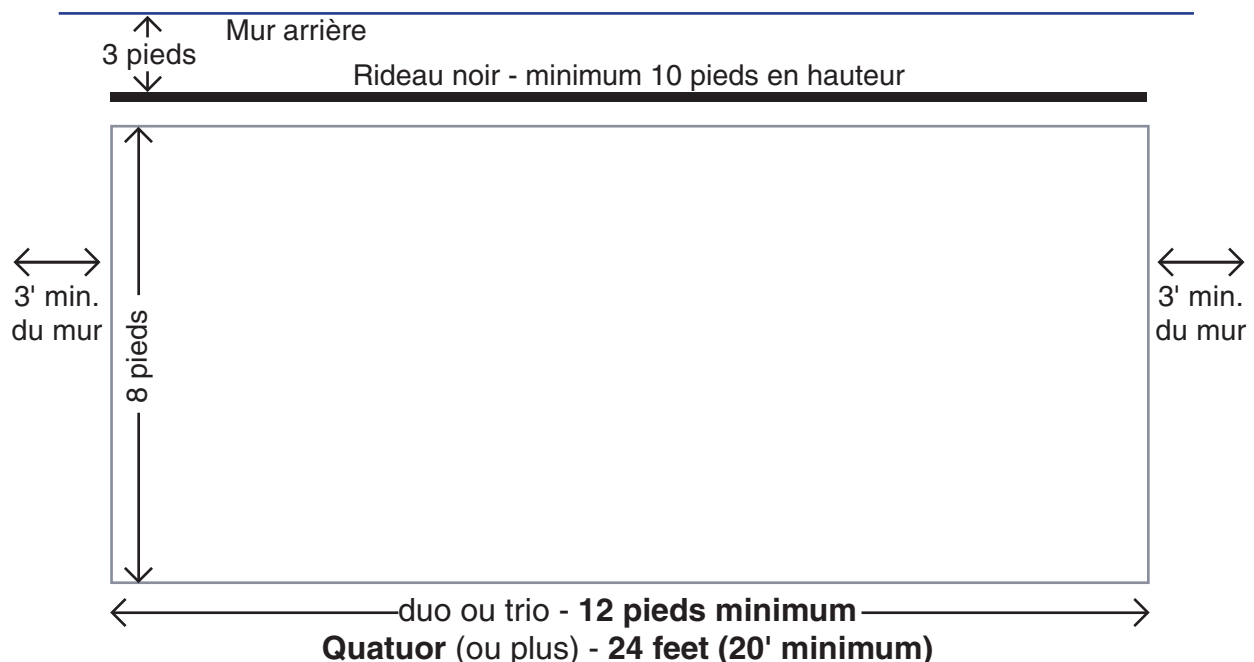 Mur arrière
3 pieds
Rideau noir - minimum 10 pieds en hauteur
3' min.
du mur
8 pieds
3' min.
du mur
duo ou trio - 12 pieds minimum
Quatuor (ou plus) - 24 feet (20' minimum)